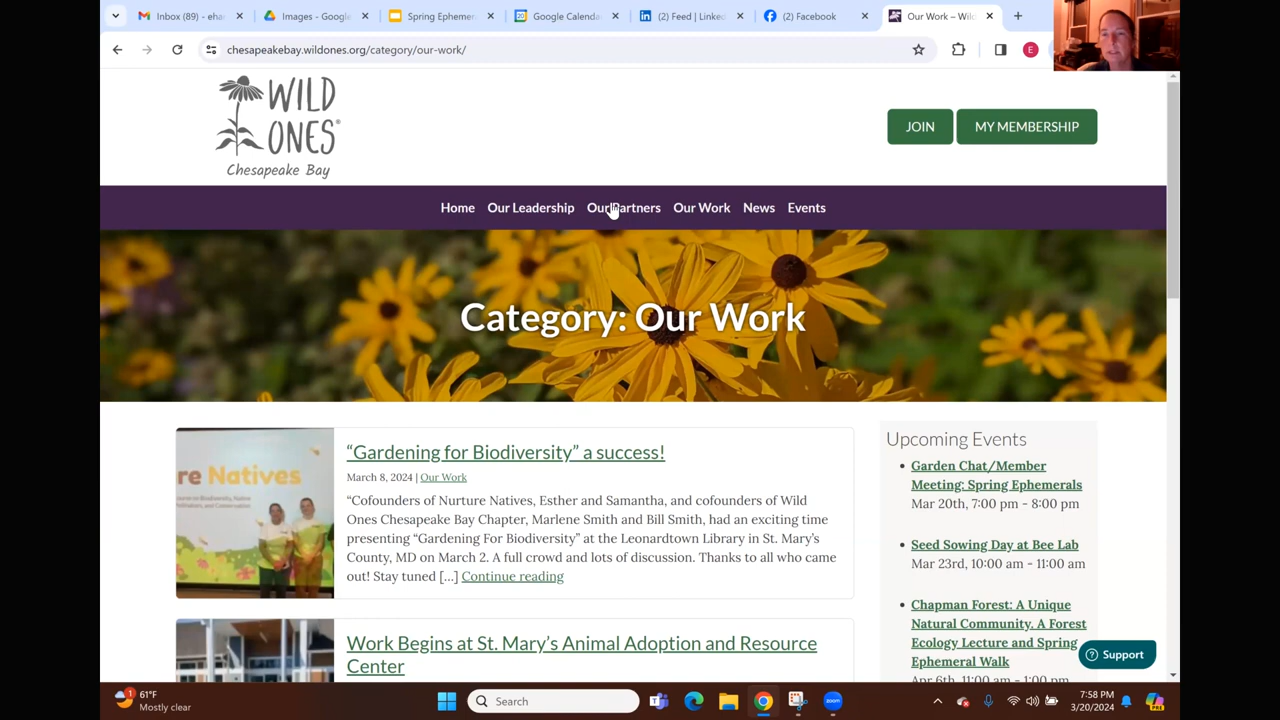 Inbox (89) - eha
Images - Google
Spring Ephemer
Google Calenda
(2) Feed | Linke
(2) Facebook
Our Work – Wil
chesapeakebay.wildones.org/category/our-work/
E
WILD
ONES®
Chesapeake Bay
JOIN
MY MEMBERSHIP
Home Our Leadership Our Partners Our Work News Events
Category: Our Work
re Natives
“Gardening for Biodiversity” a success!
March 8, 2024 | Our Work
“Cofounders of Nurture Natives, Esther and Samantha, and cofounders of Wild
Ones Chesapeake Bay Chapter, Marlene Smith and Bill Smith, had an exciting time
presenting “Gardening For Biodiversity” at the Leonardtown Library in St. Mary’s
County, MD on March 2. A full crowd and lots of discussion. Thanks to all who came
out! Stay tuned […] Continue reading
Work Begins at St. Mary’s Animal Adoption and Resource
Center
Upcoming Events
Garden Chat/Member
Meeting: Spring Ephemerals
Mar 20th, 7:00 pm - 8:00 pm
Seed Sowing Day at Bee Lab
Mar 23rd, 10:00 am - 11:00 am
Chapman Forest: A Unique
Natural Community. A Forest
Ecology Lecture and Spring
Ephemeral Walk
Apr 6th, 11:00 am - 1:00 pm
Support
1
61°F
Mostly clear
Search
zoom
7:58 PM
3/20/2024